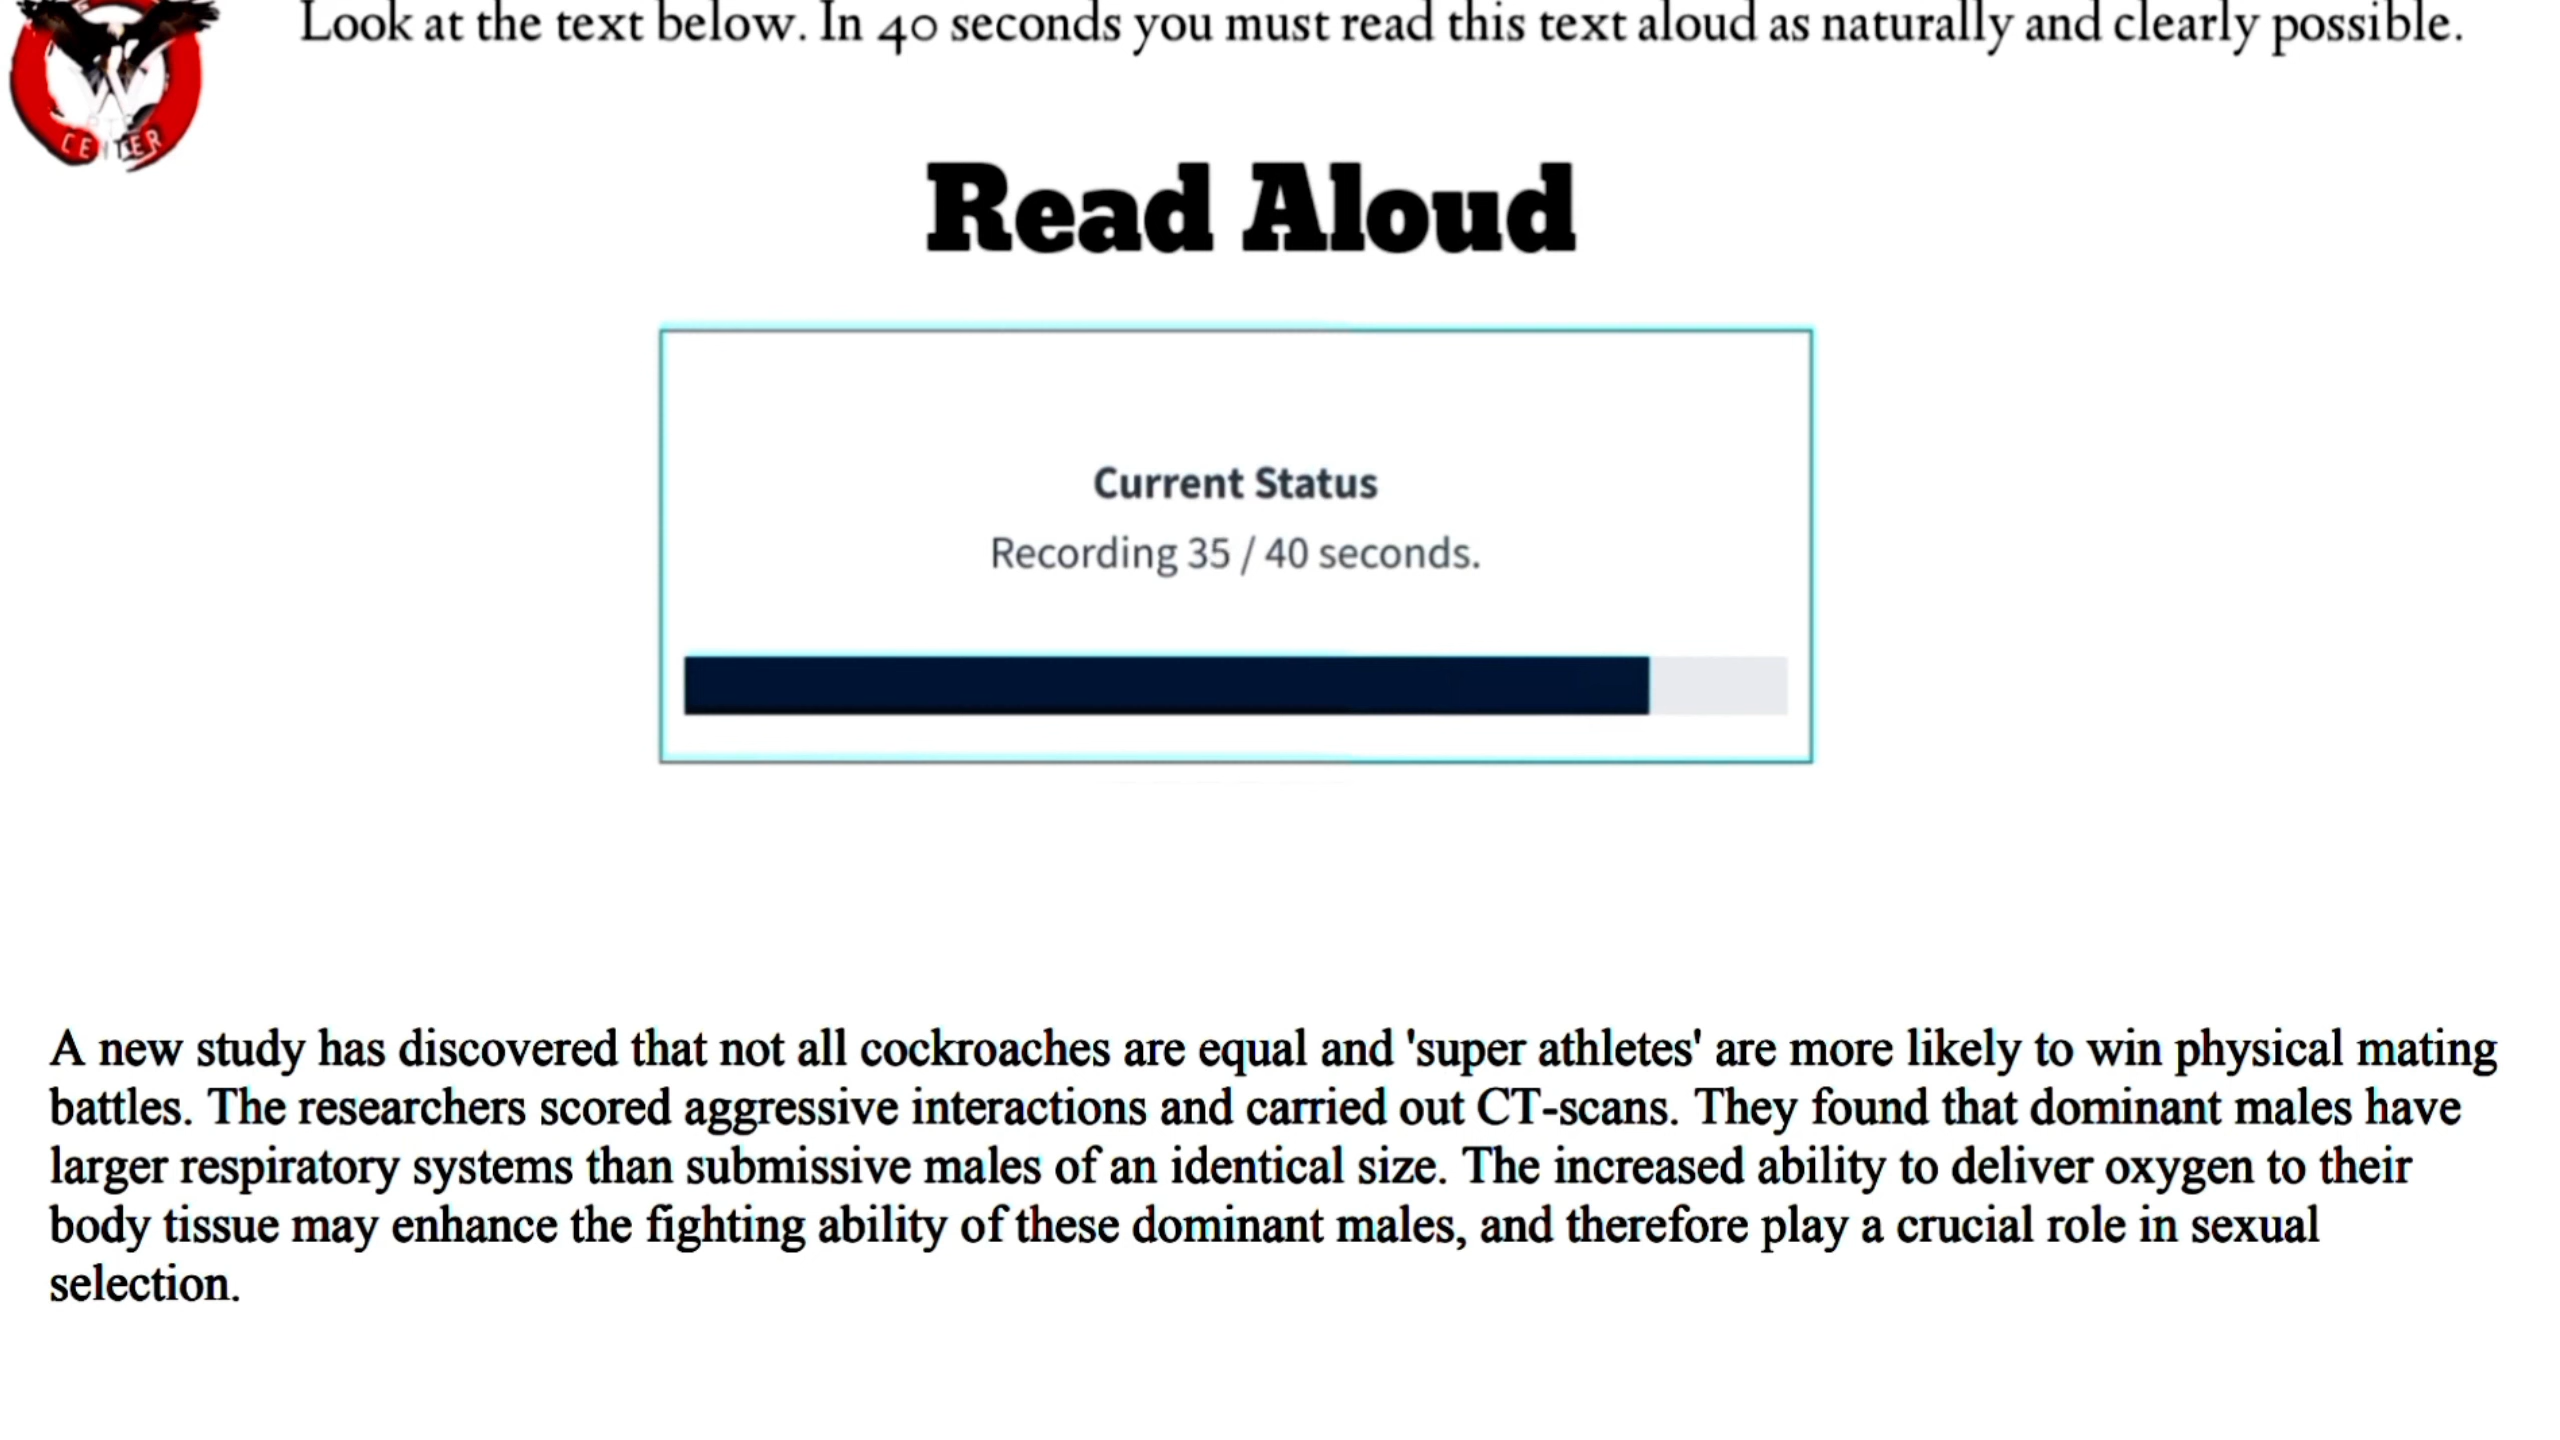 Look at the text below. In 40 seconds you must read this text aloud as naturally and clearly possible.
CENTER
Read Aloud
Current Status
Recording 35 / 40 seconds.
A new study has discovered that not all cockroaches are equal and 'super athletes' are more likely to win physical mating
battles. The researchers scored aggressive interactions and carried out CT-scans. They found that dominant males have
larger respiratory systems than submissive males of an identical size. The increased ability to deliver oxygen to their
body tissue may enhance the fighting ability of these dominant males, and therefore play a crucial role in sexual
selection.